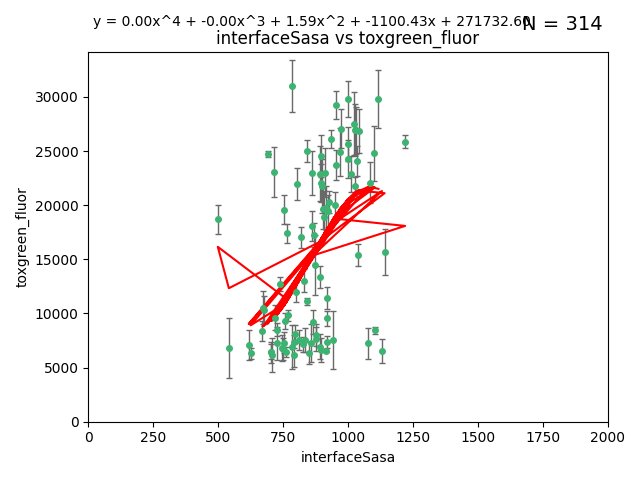 y = 0.00x^4 + -0.00x^3 + 1.59x^2 + -1100.43x + 271732.60
N = 314
interfaceSasa vs toxgreen_fluor
30000
25000
20000
15000
10000
5000
0
toxgreen_fluor
0 250 500 750 1000 1250 1500 1750 2000
interfaceSasa